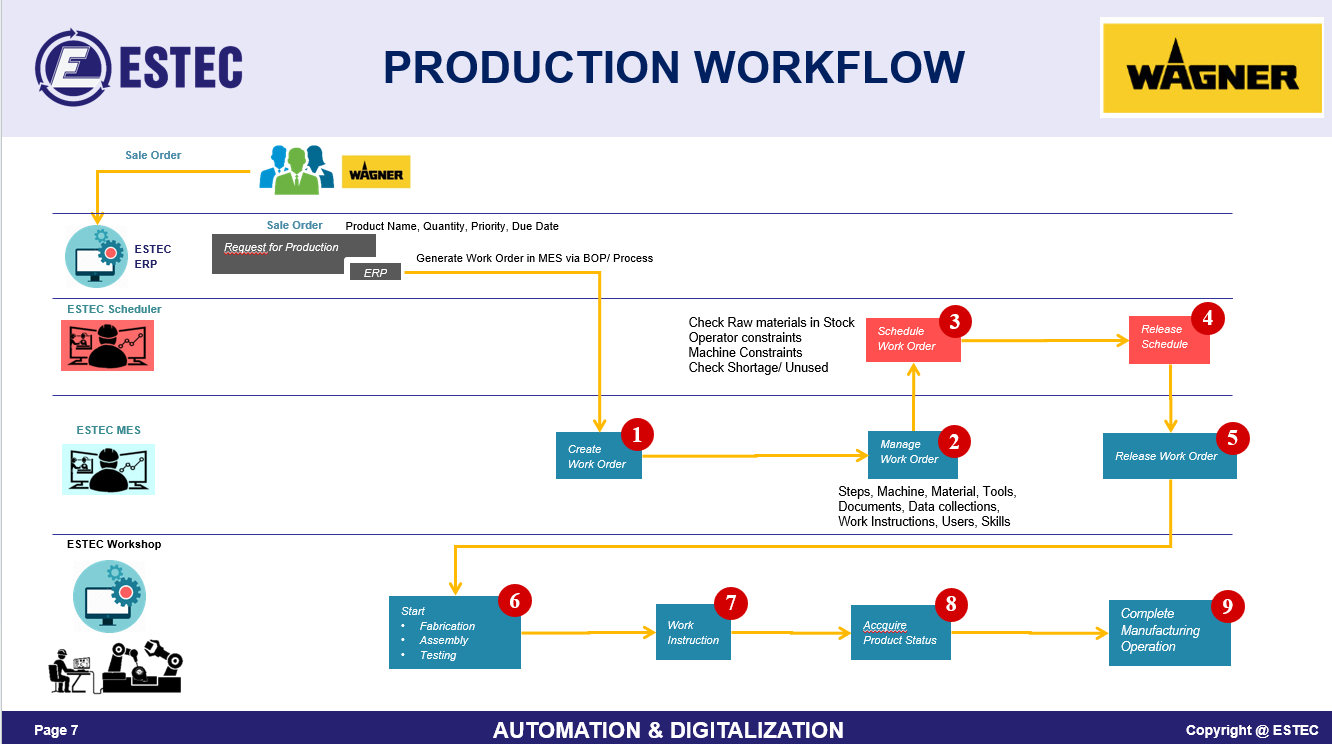 ESTEC
PRODUCTION WORKFLOW
WAGNER
Sale Order
WAGNER
ESTEC
ERP
Sale Order
Product Name, Quantity, Priority, Due Date
Request for Production
ERP
Generate Work Order in MES via BOP/ Process
ESTEC Scheduler
Check Raw materials in Stock
Operator constraints
Machine Constraints
Check Shortage/ Unused
Schedule
Work Order
3
Release
Schedule
4
ESTEC MES
Create
Work Order
1
Manage
Work Order
2
Steps, Machine, Material, Tools,
Documents, Data collections,
Work Instructions, Users, Skills
Release Work Order
5
ESTEC Workshop
Start
• Fabrication
• Assembly
• Testing
6
Work
Instruction
7
Accquire
Product Status
8
Complete
Manufacturing
Operation
9
Page 7
AUTOMATION & DIGITALIZATION
Copyright @ ESTEC